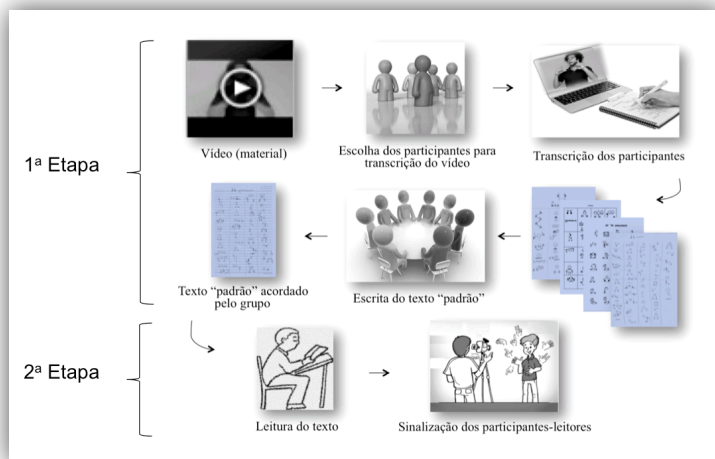 1ª Etapa
Vídeo (material)
Escolha dos participantes para
transcrição do vídeo
Transcrição dos participantes
Texto “padrão” acordado
pelo grupo
Escrita do texto “padrão”
2ª Etapa
Leitura do texto
Sinalização dos participantes-leitores